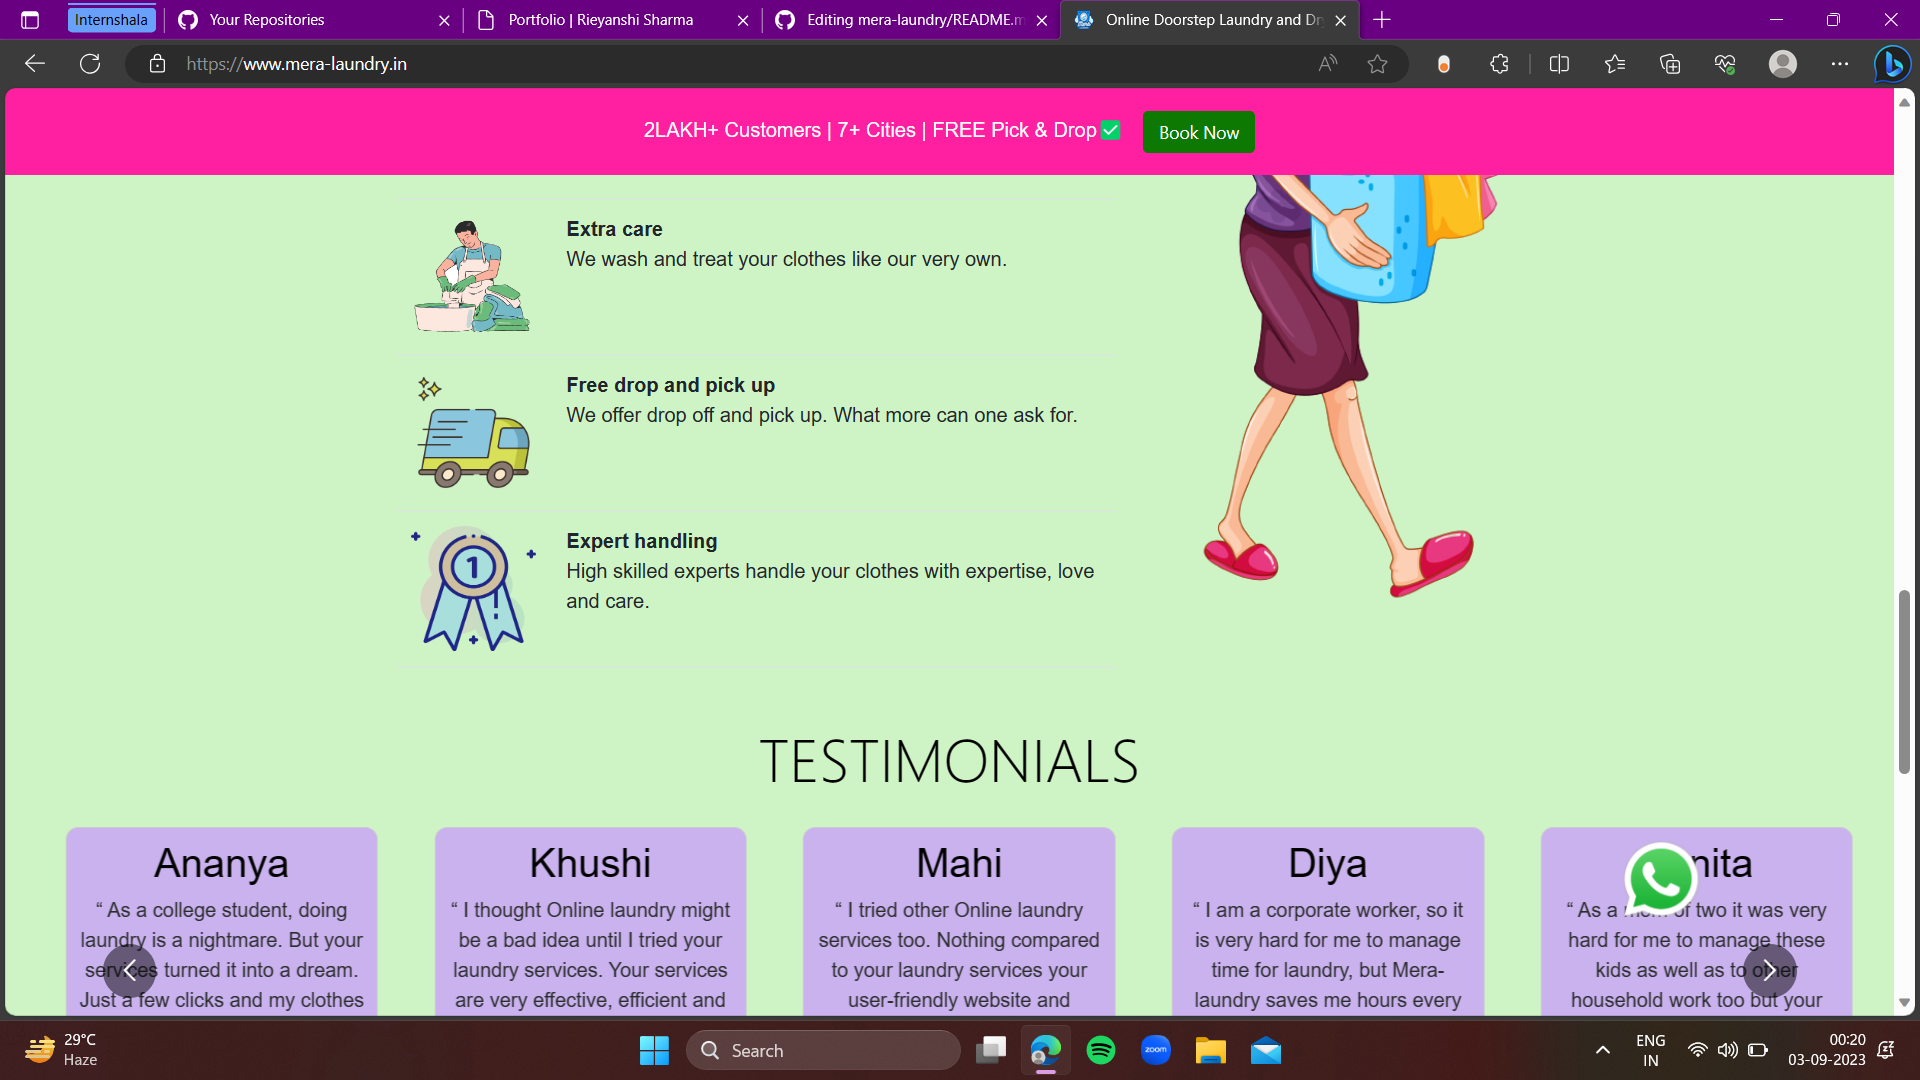 Internshala
Your Repositories
Portfolio | Rieyanshi Sharma
Editing mera-laundry/README.m
Online Doorstep Laundry and Dr
https://www.mera-laundry.in
2LAKH+ Customers | 7+ Cities | FREE Pick & Drop✅
Book Now
Extra care
We wash and treat your clothes like our very own.
Free drop and pick up
We offer drop off and pick up. What more can one ask for.
1
Expert handling
High skilled experts handle your clothes with expertise, love
and care.
TESTIMONIALS
Ananya
“ As a college student, doing
laundry is a nightmare. But your
services turned it into a dream.
Just a few clicks and my clothes
Khushi
“ I thought Online laundry might
be a bad idea until I tried your
laundry services. Your services
are very effective, efficient and
Mahi
“ I tried other Online laundry
services too. Nothing compared
to your laundry services your
user-friendly website and
Diya
“ I am a corporate worker, so it
is very hard for me to manage
time for laundry, but Mera-
laundry saves me hours every
nita
“ As a mom of two it was very
hard for me to manage these
kids as well as to other
household work too but your
29°C
Haze
Search
zoom
ENG
IN
00:20
03-09-2023